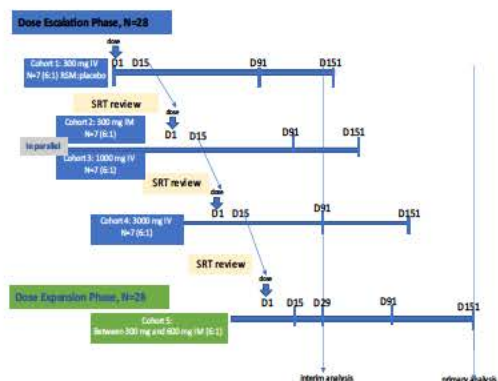 Dose Escalation Phase, N=28
dose
Cohort 1: 300 mg IV
N=7 (6:1) RSM:placebo
D1 D15 D91 D151
SRT review
dose
Cohort 2: 300 mg IM
N=7 (6:1)
D1 D15 D91 D151
In parallel
Cohort 3: 1000 mg IV
N=7 (6:1)
SRT review
dose
Cohort 4: 3000 mg IV
N=7 (6:1)
D1 D15 D91 D151
SRT review
dose
Dose Expansion Phase, N=28
D1 D15 D29 D91 D151
Cohort 5:
Between 300 mg and 600 mg IM (6:1)
interim analysis primary analysis